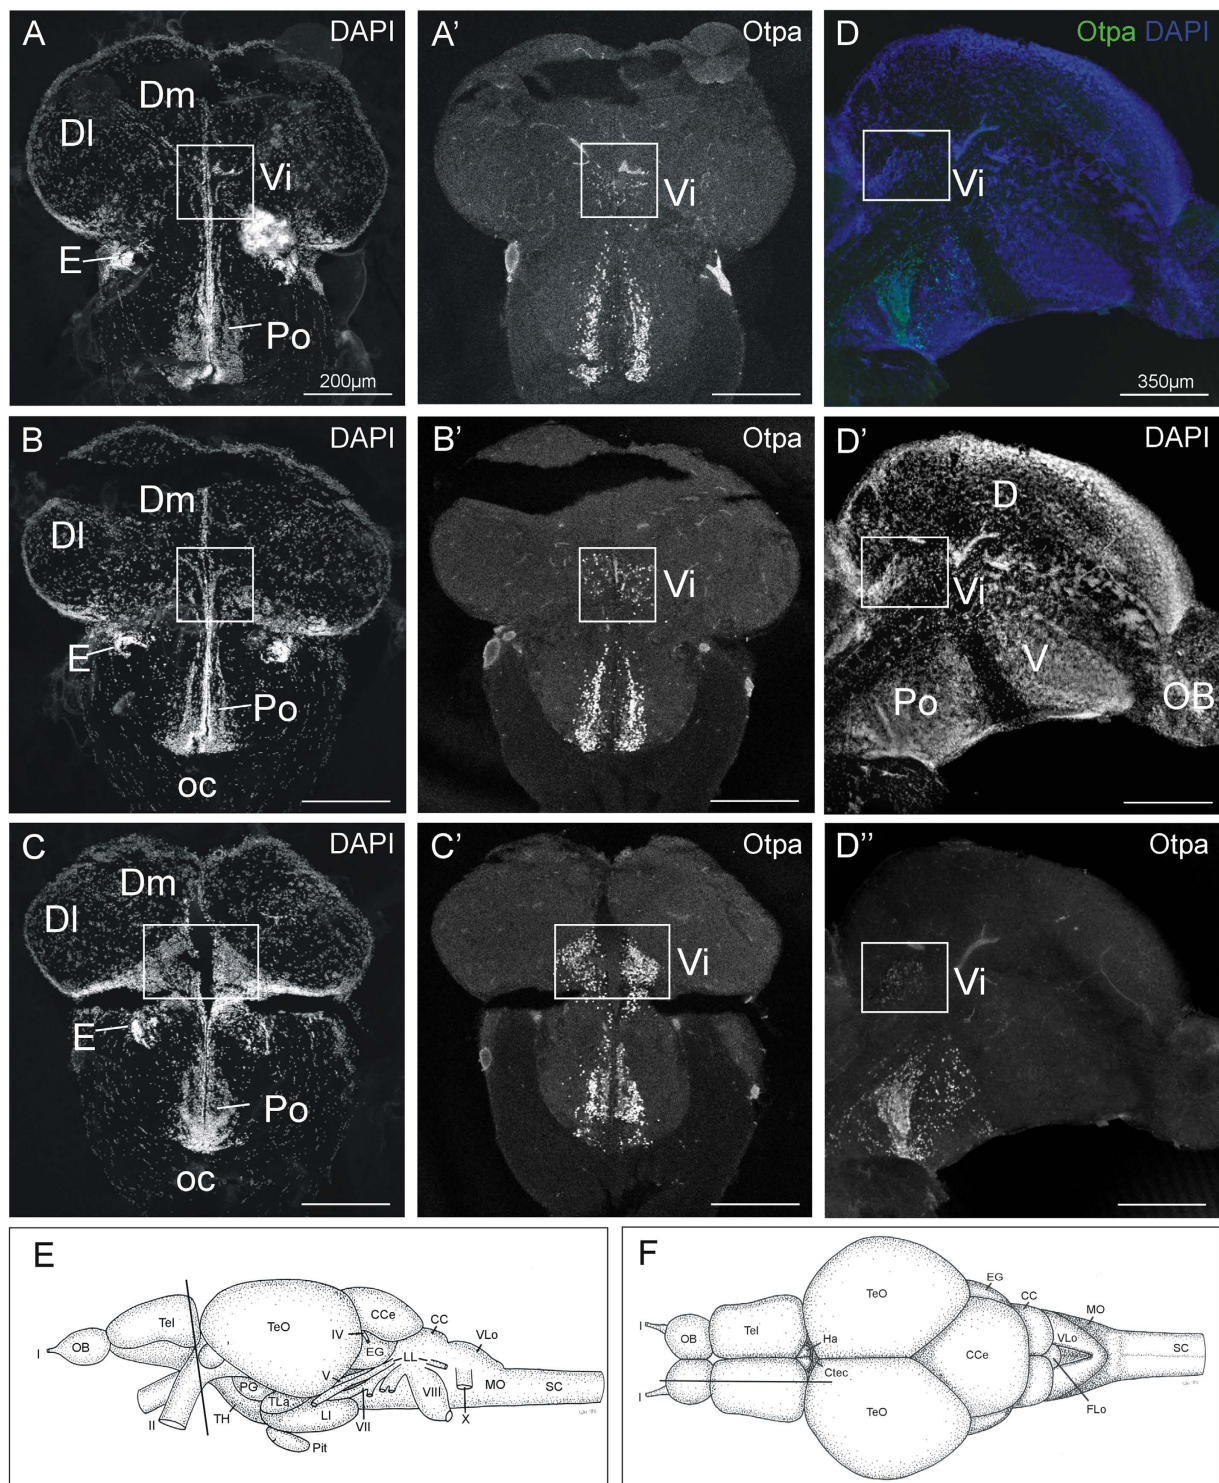 A DAPI
Dm
Dl
Vi
E
Po
200µm
A' Otpa
Vi
D Otpa DAPI
Vi
350µm
B DAPI
Dm
Dl
E
Po
oc
B' Otpa
Vi
D' DAPI
D
Vi
V
Po
OB
C DAPI
Dm
Dl
E
Po
oc
C' Otpa
Vi
D'' Otpa
Vi
E
Tel
TeO
CCe
CC
VLo
I
OB
IV
EG
LL
V
PG
TLa
MO
SC
II
TH
LI
VII
VIII
X
Pit
F
TeO
EG
CC
MO
I
OB
Tel
Ha
VLo
CCe
SC
Ctec
I
TeO
FLo